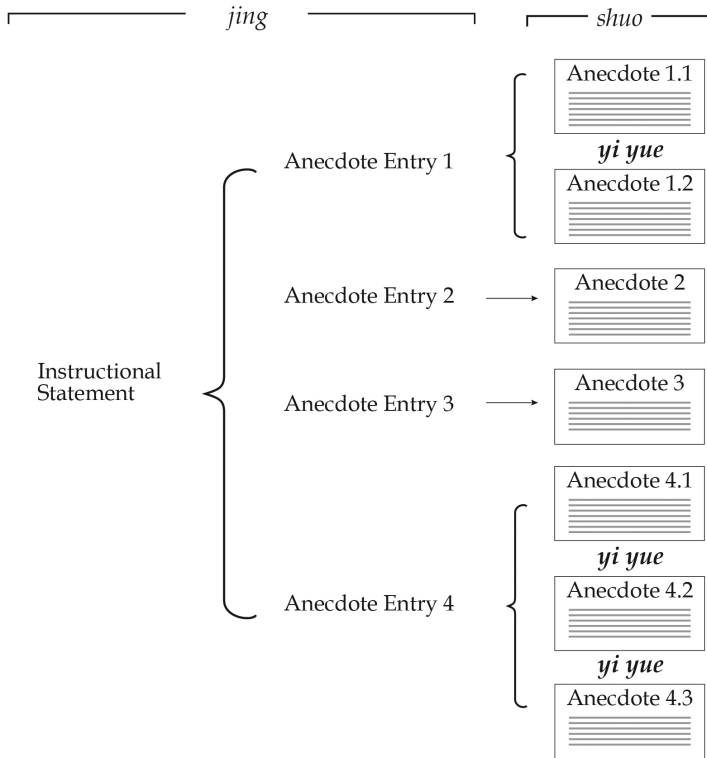 jing
shuo
Anecdote 1.1
yi yue
Anecdote Entry 1
Anecdote 1.2
Anecdote Entry 2
Anecdote 2
Instructional
Statement
Anecdote 3
Anecdote Entry 3
Anecdote 4.1
yi yue
Anecdote Entry 4
Anecdote 4.2
yi yue
Anecdote 4.3